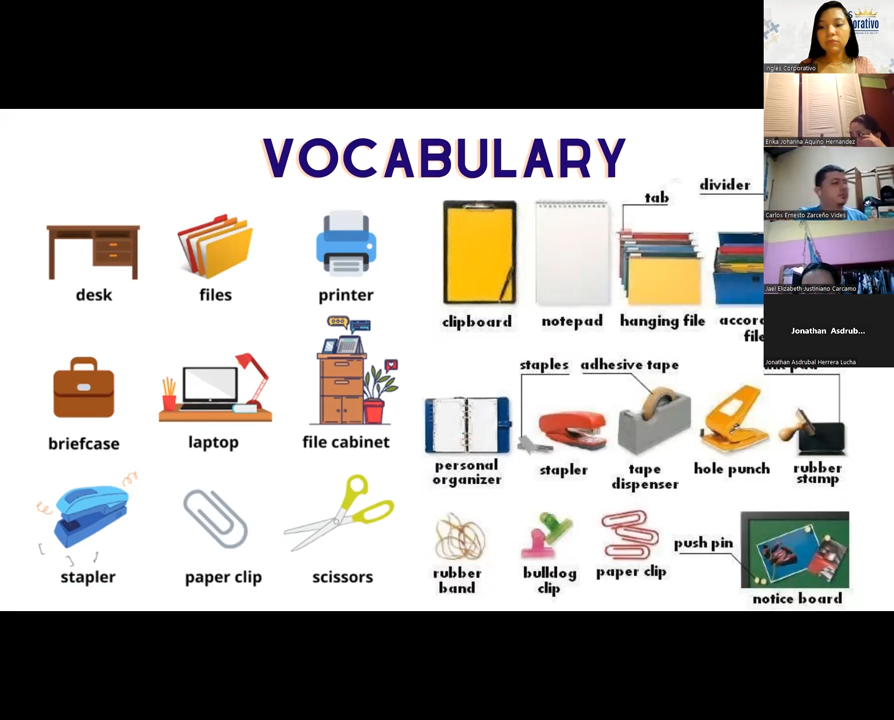 VOCABULARY
desk
files
printer
briefcase
laptop
file cabinet
stapler
paper clip
scissors
tab
divider
clipboard
notepad
hanging file
staples
adhesive tape
personal
organizer
stapler
tape
dispenser
hole punch
rubber
stamp
rubber
band
bulldog
clip
paper clip
push pin
notice board
Corporativo
Erika Johanna Aquino Hernandez
Carlos Ernesto Zarceño Vides
Jael Elizabeth Justiniano Carcamo
Jonathan Asdrub...
Jonathan Asdrubal Herrera Lucha